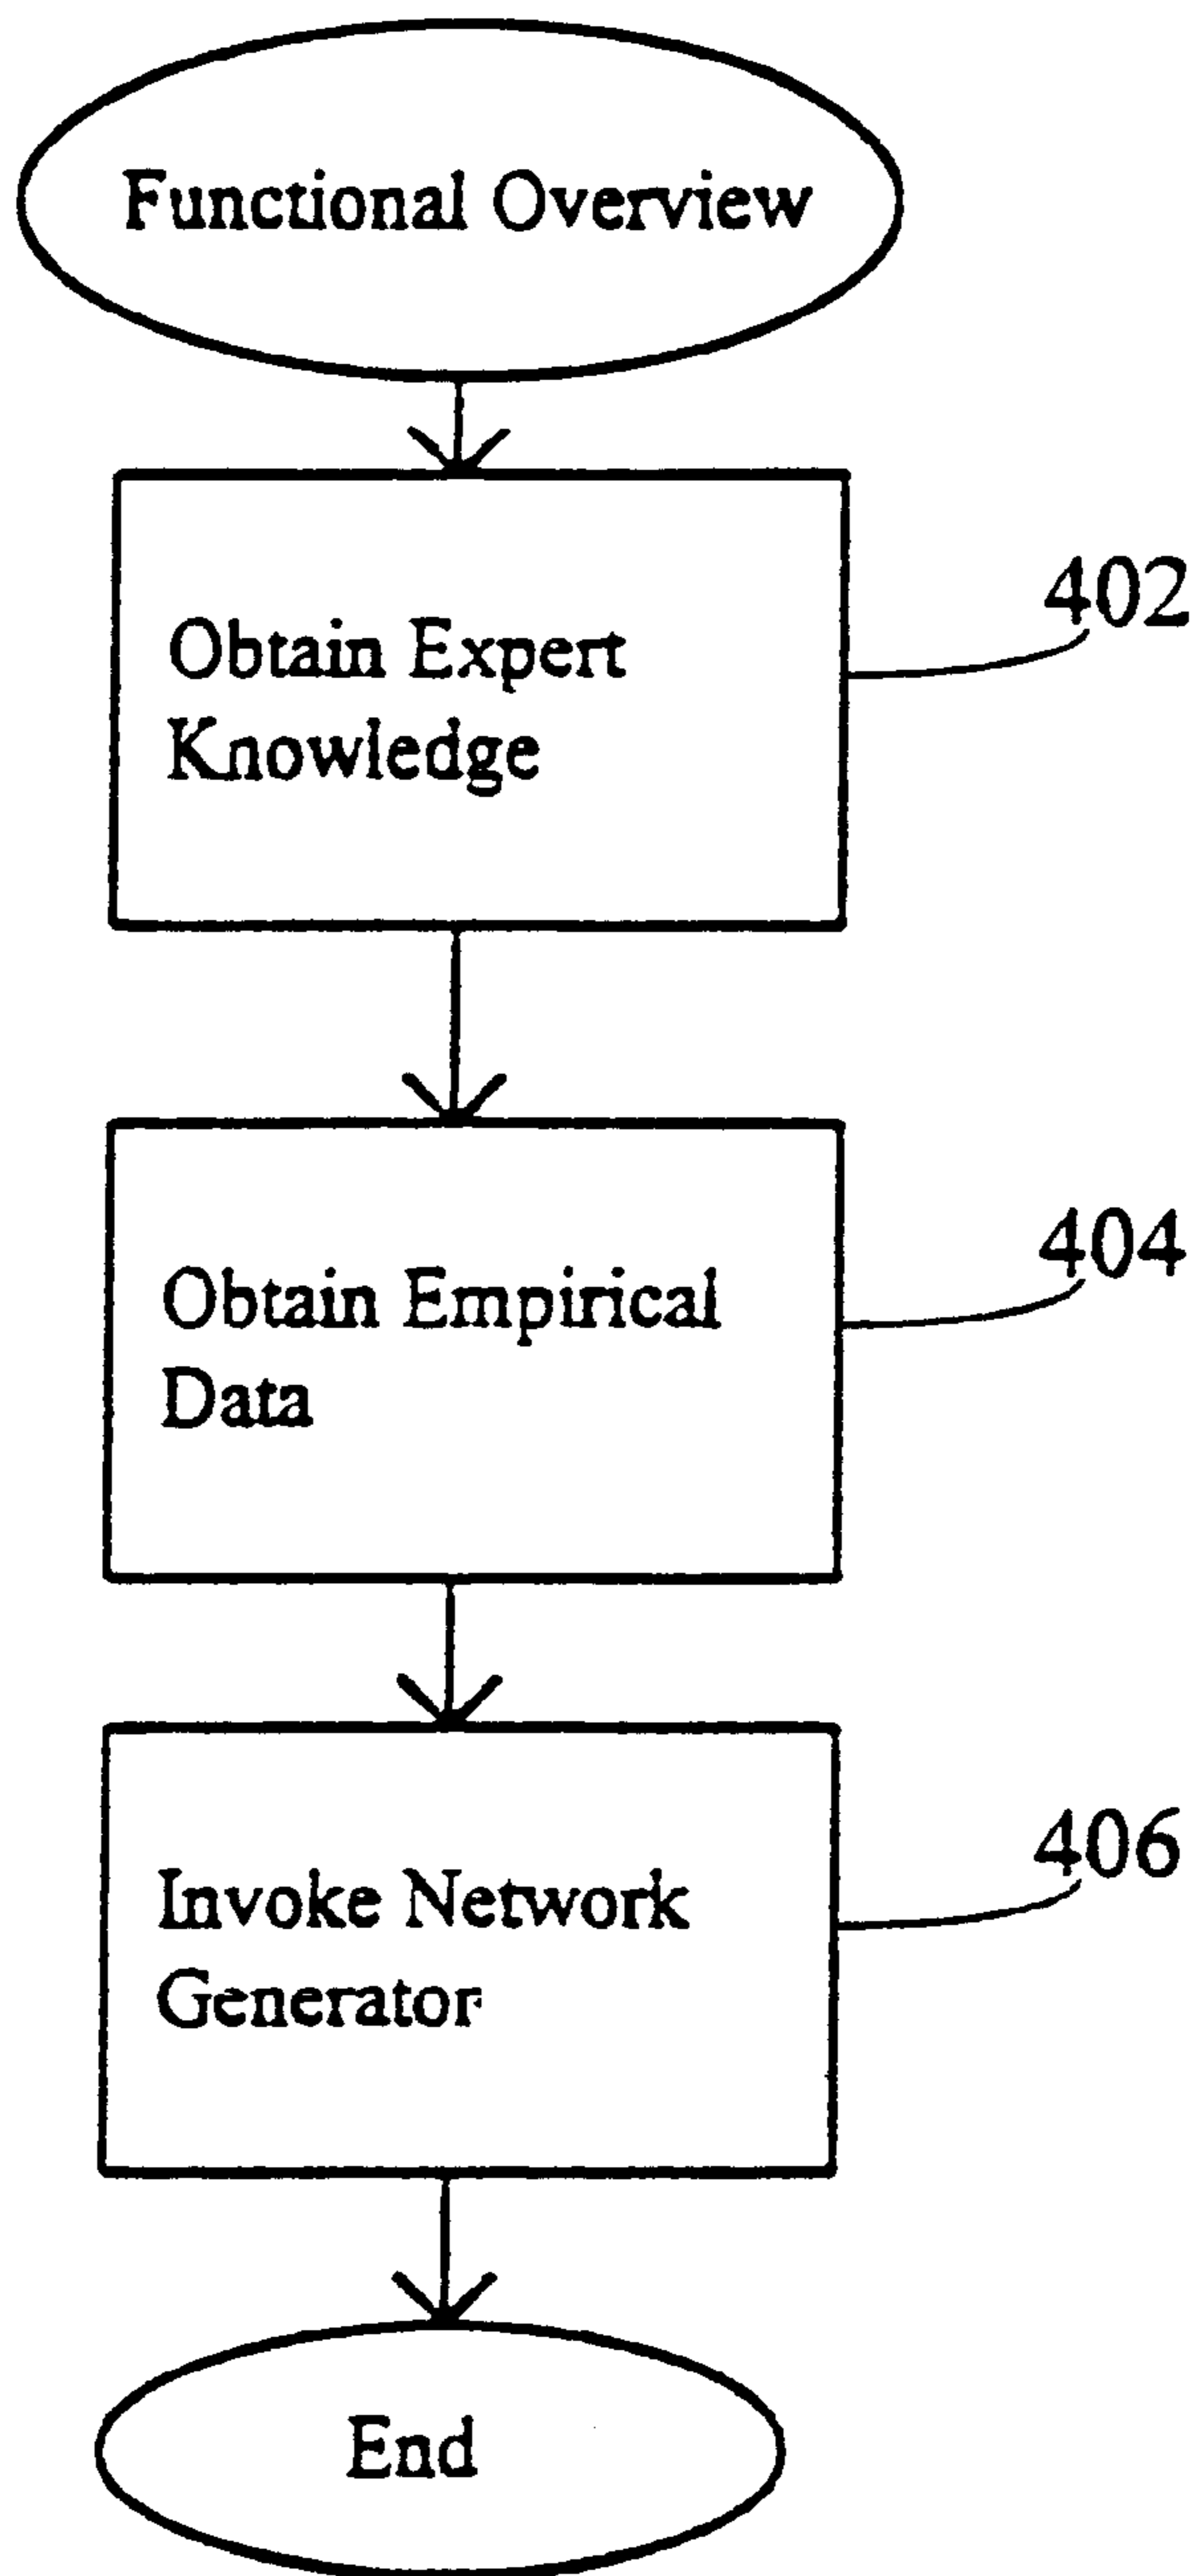 Functional Overview
Obtain Expert
Knowledge
402
Obtain Empirical
Data
404
Invoke Network
Generator
406
End